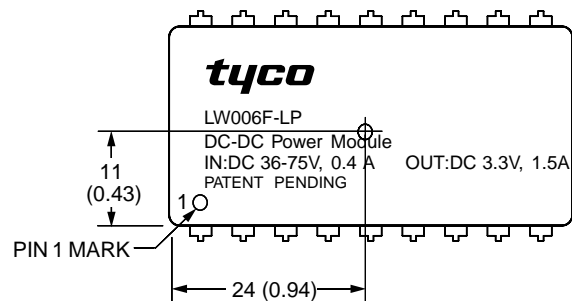 tyco
LW006F-LP
DC-DC Power Module
IN:DC 36-75V, 0.4 A OUT:DC 3.3V, 1.5A
PATENT PENDING
11
(0.43)
1
PIN 1 MARK
24 (0.94)